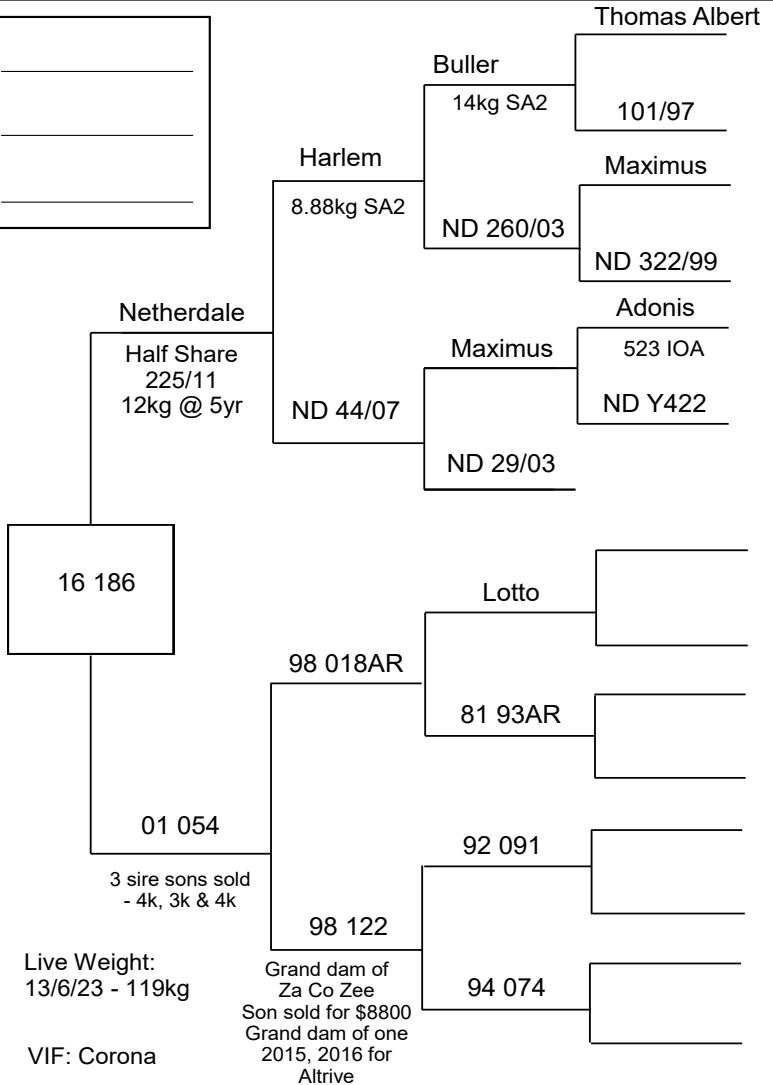 Thomas Albert
Buller
14kg SA2
101/97
Harlem
8.88kg SA2
Maximus
ND 260/03
ND 322/99
Netherdale
Half Share
225/11
12kg @ 5yr
Adonis
523 IOA
Maximus
ND Y422
ND 44/07
ND 29/03
16 186
Lotto
98 018AR
81 93AR
01 054
3 sire sons sold
- 4k, 3k & 4k
92 091
98 122
Grand dam of
Za Co Zee
Son sold for $8800
Grand dam of one
2015, 2016 for
Altrive
94 074
Live Weight:
13/6/23 - 119kg
VIF: Corona